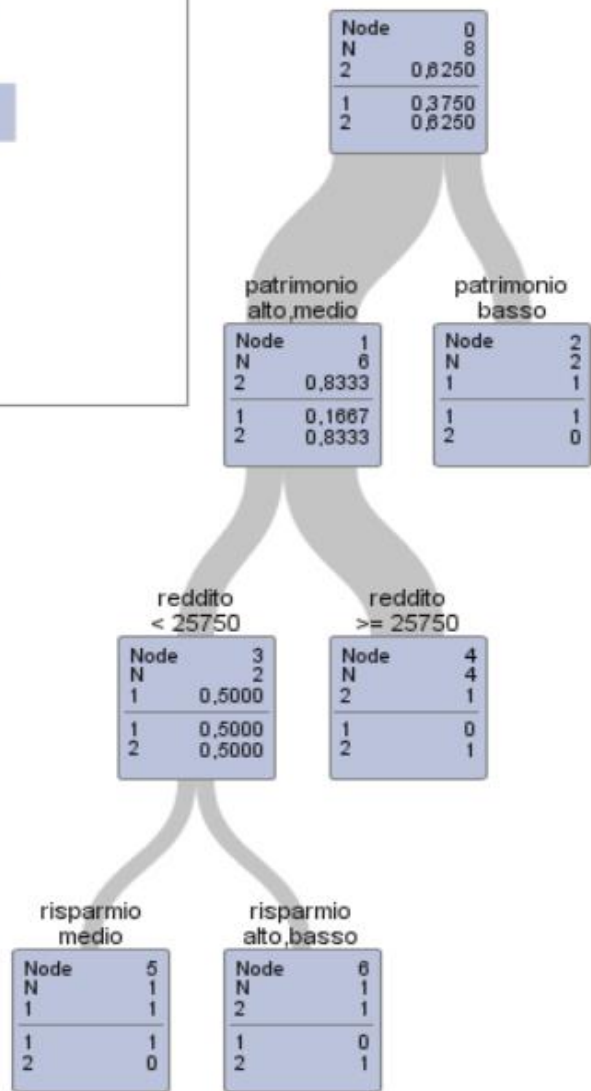 Node 0
N 8
2 0,6250
1 0,3750
2 0,6250
patrimonio
alto,medio
patrimonio
basso
Node 1
N 6
2 0,8333
1 0,1667
2 0,8333
Node 2
N 2
1 1
1 1
2 0
reddito
< 25750
reddito
>= 25750
Node 3
N 2
1 0,5000
1 0,5000
2 0,5000
Node 4
N 4
2 1
1 0
2 1
risparmio
medio
risparmio
alto,basso
Node 5
N 1
1 1
1 1
2 0
Node 6
N 1
2 1
1 0
2 1